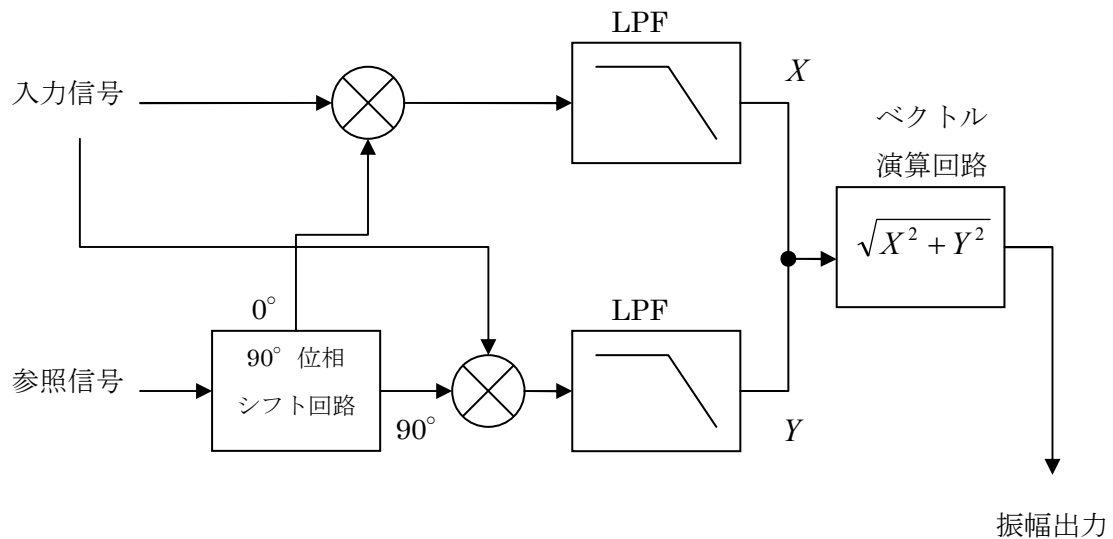 LPF
入力信号
X
ベクトル
演算回路
√X² + Y²
0°
LPF
90° 位相
シフト回路
参照信号
90°
Y
振幅出力